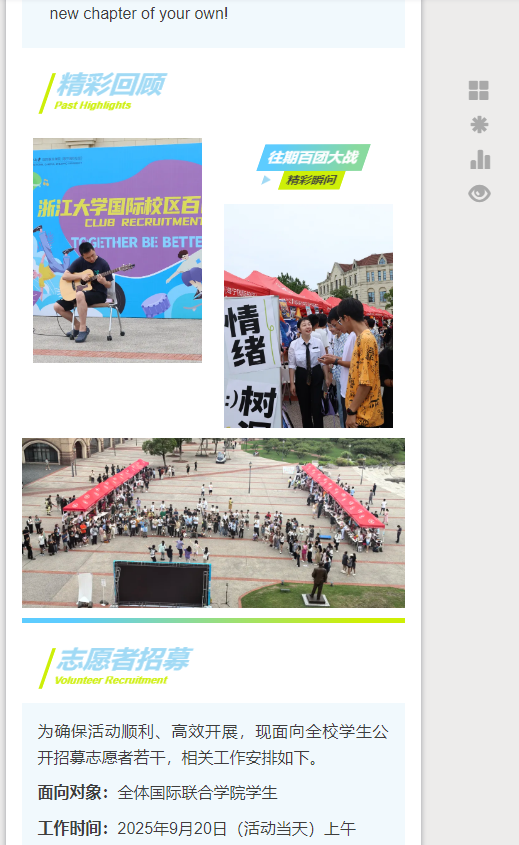 new chapter of your own!
精彩回顾
Past Highlights
浙江大学国际校区百
CLUB RECRUITMENT
TOGETHER BE BETTE
往期百团大战
精彩瞬间
情绪
:)树
志愿者招募
Volunteer Recruitment
为确保活动顺利、高效开展，现面向全校学生公
开招募志愿者若干，相关工作安排如下。
面向对象：全体国际联合学院学生
工作时间：2025年9月20日（活动当天）上午